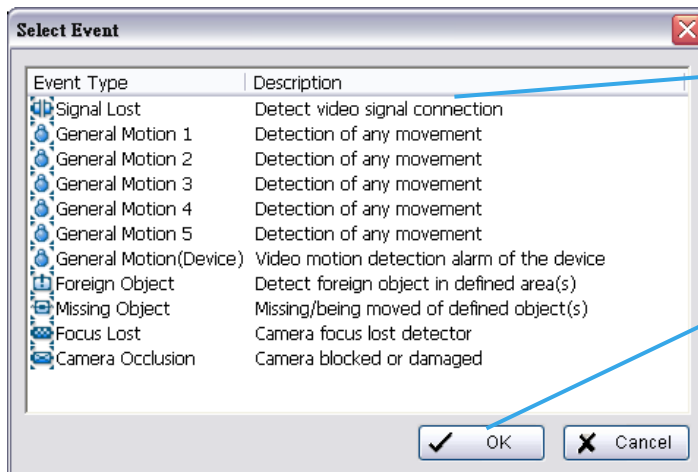 Select Event
Event Type Description
Signal Lost Detect video signal connection
General Motion 1 Detection of any movement
General Motion 2 Detection of any movement
General Motion 3 Detection of any movement
General Motion 4 Detection of any movement
General Motion 5 Detection of any movement
General Motion(Device) Video motion detection alarm of the device
Foreign Object Detect foreign object in defined area(s)
Missing Object Missing/being moved of defined object(s)
Focus Lost Camera focus lost detector
Camera Occlusion Camera blocked or damaged
OK Cancel